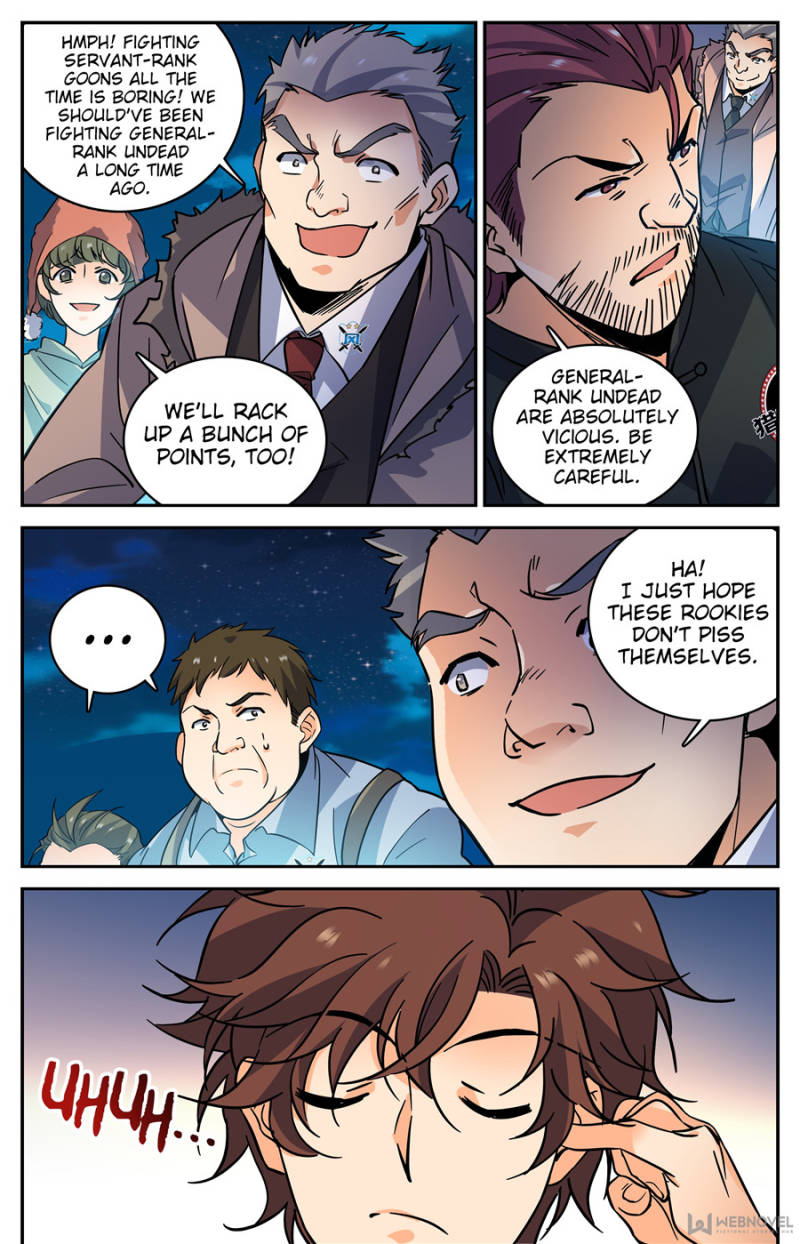 HMPH! FIGHTING
SERVANT-RANK
GOONS ALL THE
TIME IS BORING! WE
SHOULD'VE BEEN
FIGHTING GENERAL-
RANK UNDEAD
A LONG TIME
AGO.
WE'LL RACK
UP A BUNCH OF
POINTS, TOO!
GENERAL-
RANK UNDEAD
ARE ABSOLUTELY
VICIOUS. BE
EXTREMELY
CAREFUL.
猎
...
HA!
I JUST HOPE
THESE ROOKIES
DON'T PISS
THEMSELVES.
UHUH...
WEBNOVEL